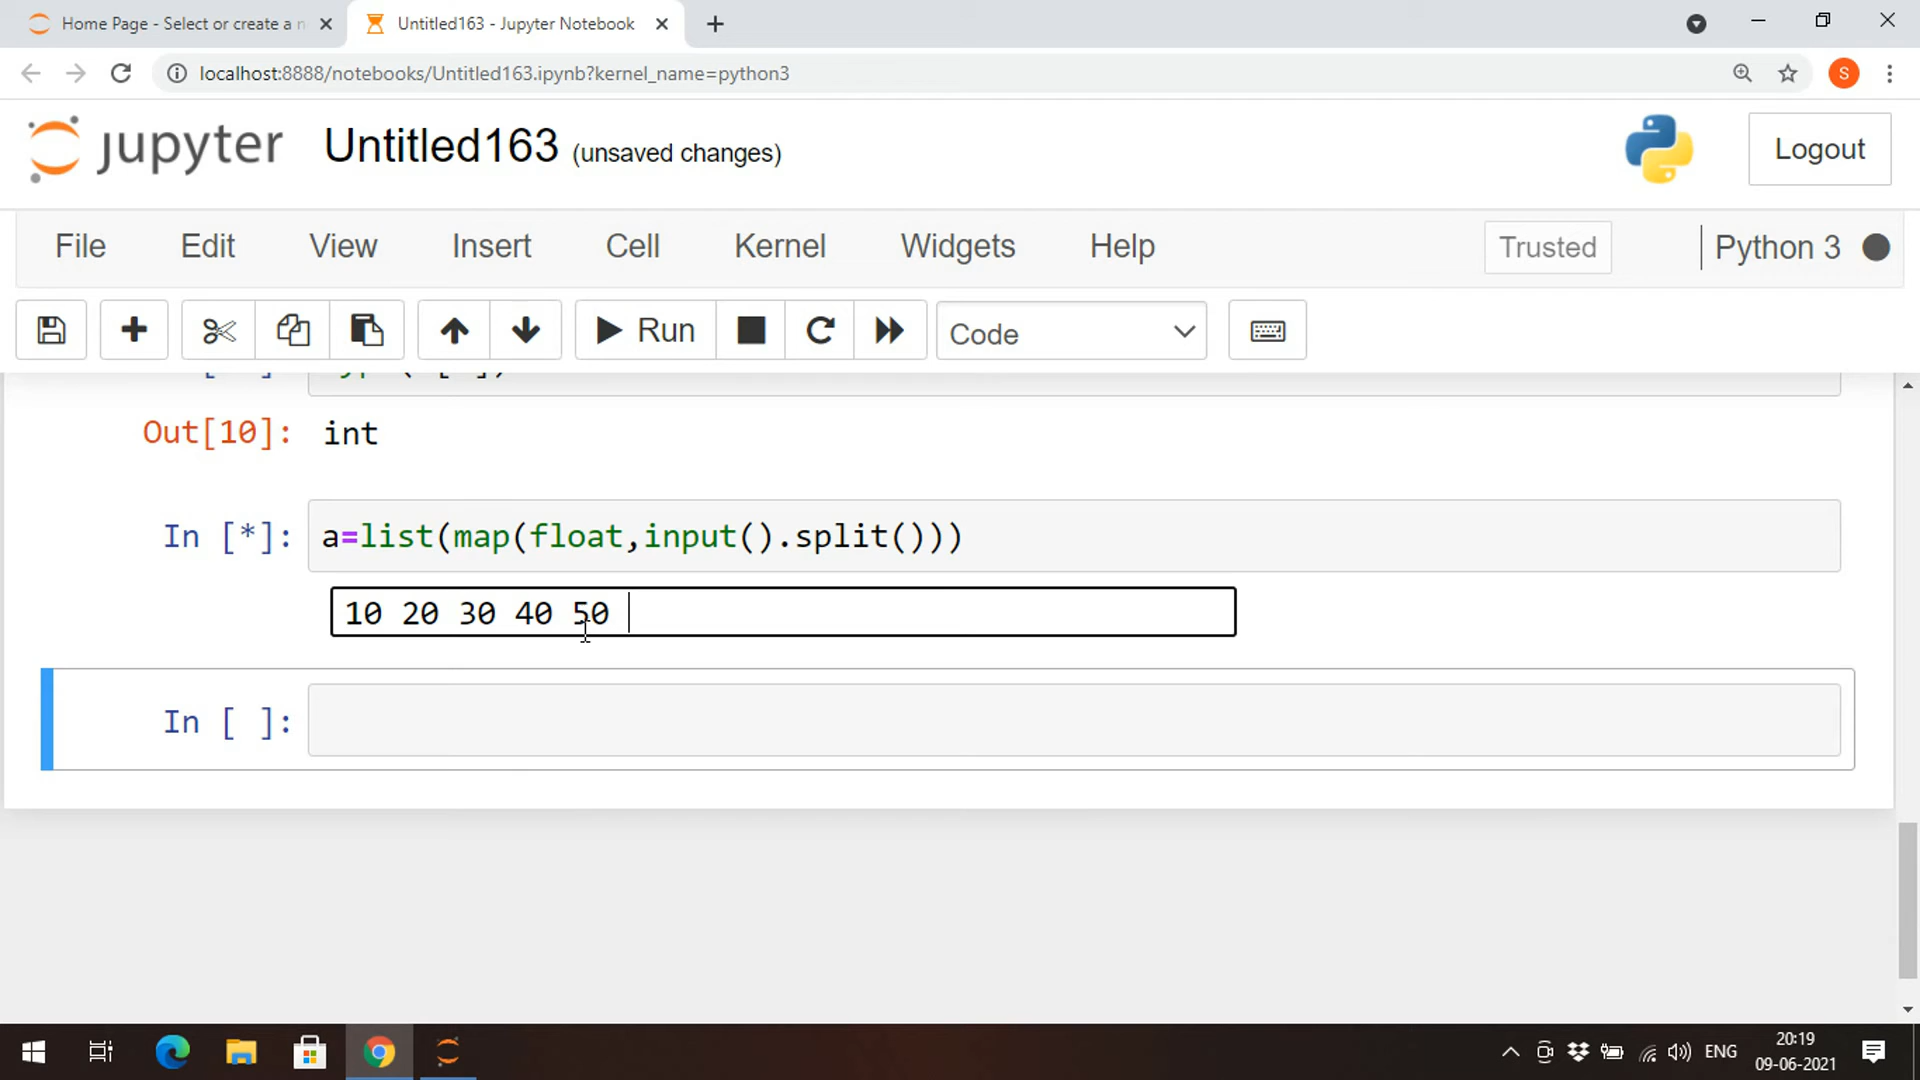 Home Page - Select or create a n
Untitled163 - Jupyter Notebook
localhost:8888/notebooks/Untitled163.ipynb?kernel_name=python3
S
jupyter Untitled163 (unsaved changes)
Logout
File Edit View Insert Cell Kernel Widgets Help
Trusted
Python 3
Run
Code
Out[10]: int
In [*]: a=list(map(float,input().split()))
10 20 30 40 50
In [ ]:
ENG
20:19
09-06-2021